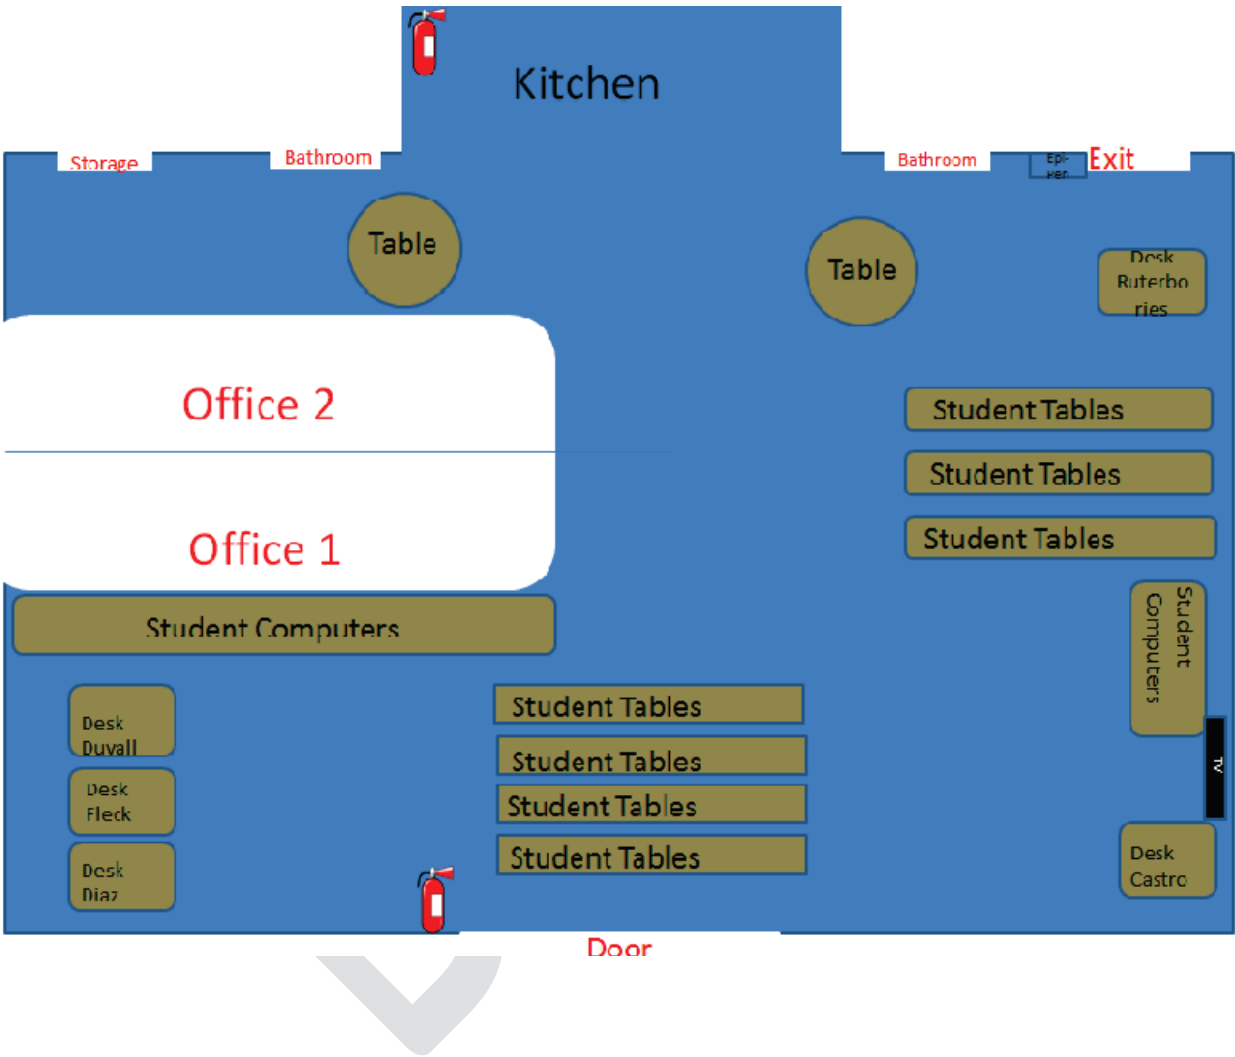 Kitchen
Storage
Bathroom
Bathroom
Epi-
Pen
Exit
Table
Table
Desk
Ruterbo
ries
Office 2
Student Tables
Student Tables
Office 1
Student Tables
Student Computers
Student
Computers
Student Tables
Desk
Duvall
Student Tables
TV
Desk
Fleck
Student Tables
Student Tables
Desk
Diaz
Desk
Castro
Door